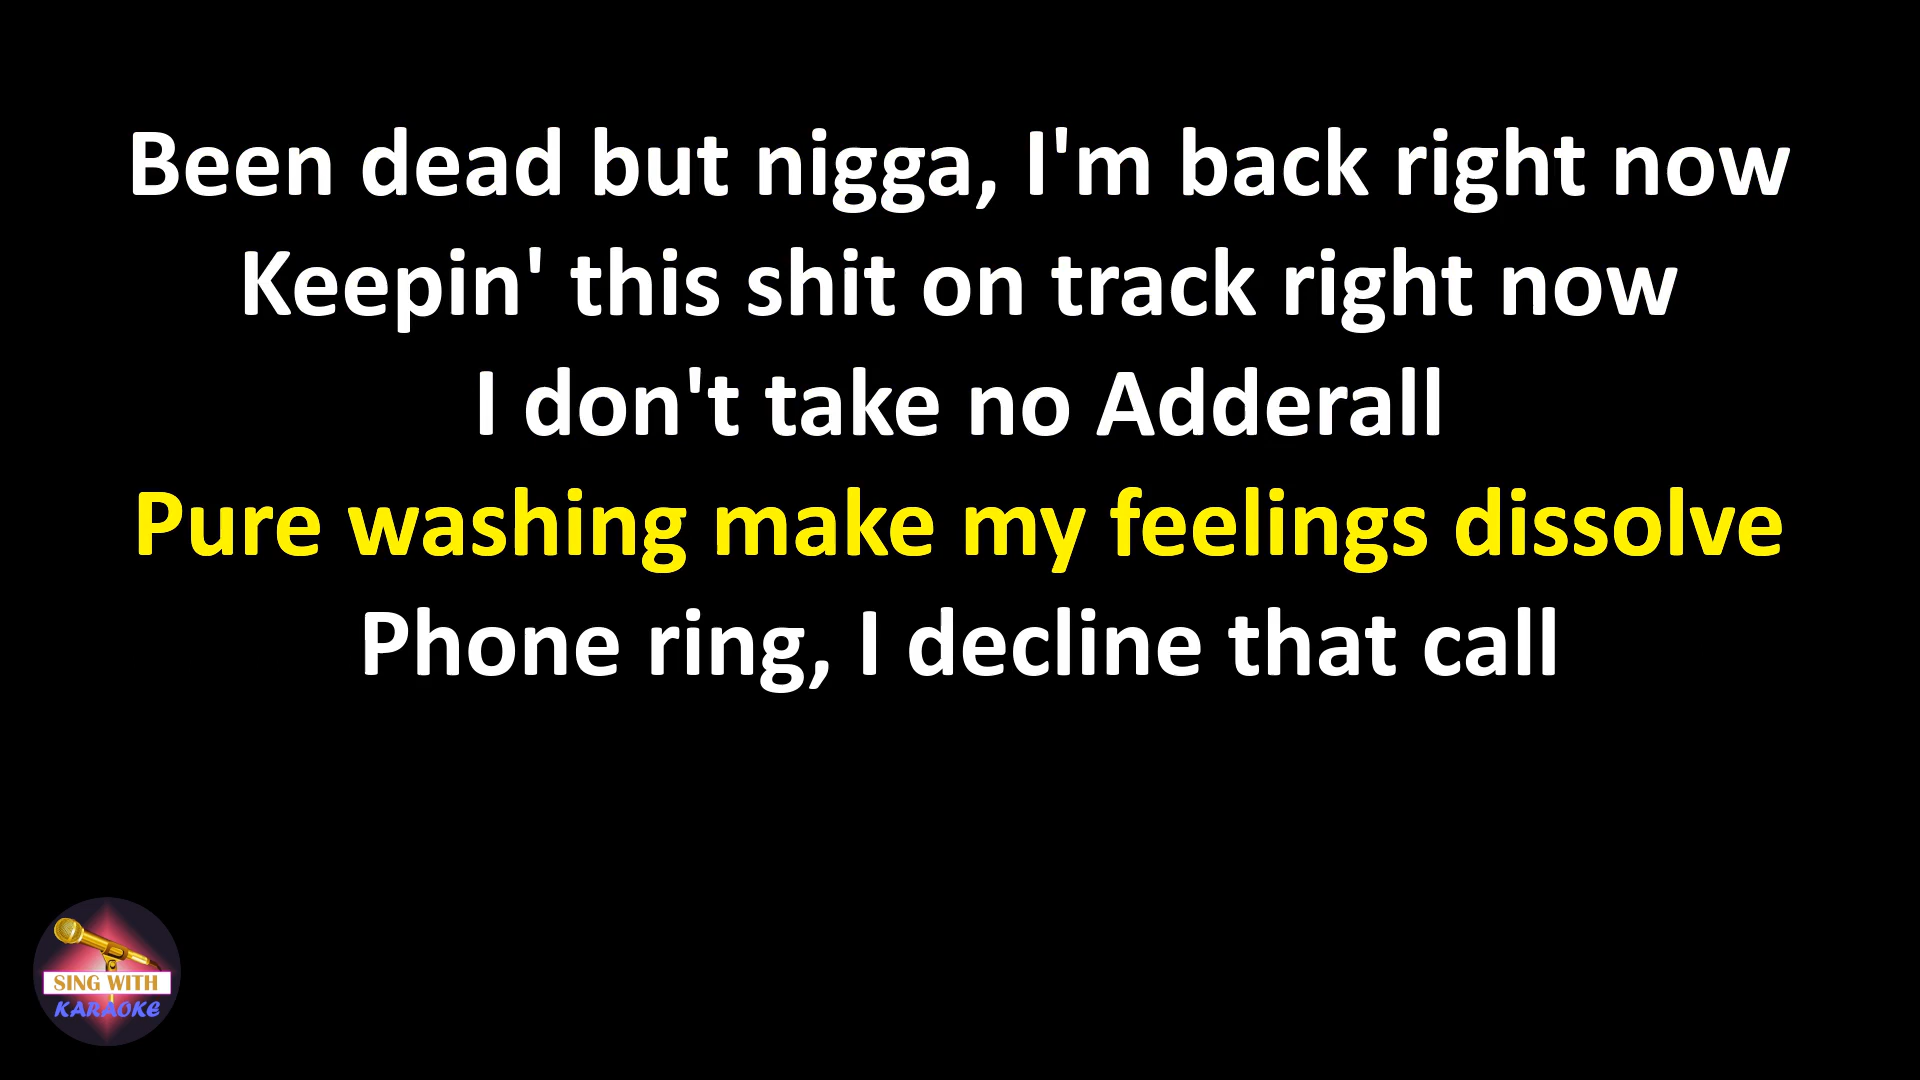 Been dead but nigga, I'm back right now
Keepin' this shit on track right now
I don't take no Adderall
Pure washing make my feelings dissolve
Phone ring, I decline that call
SING WITH
KARAOKE